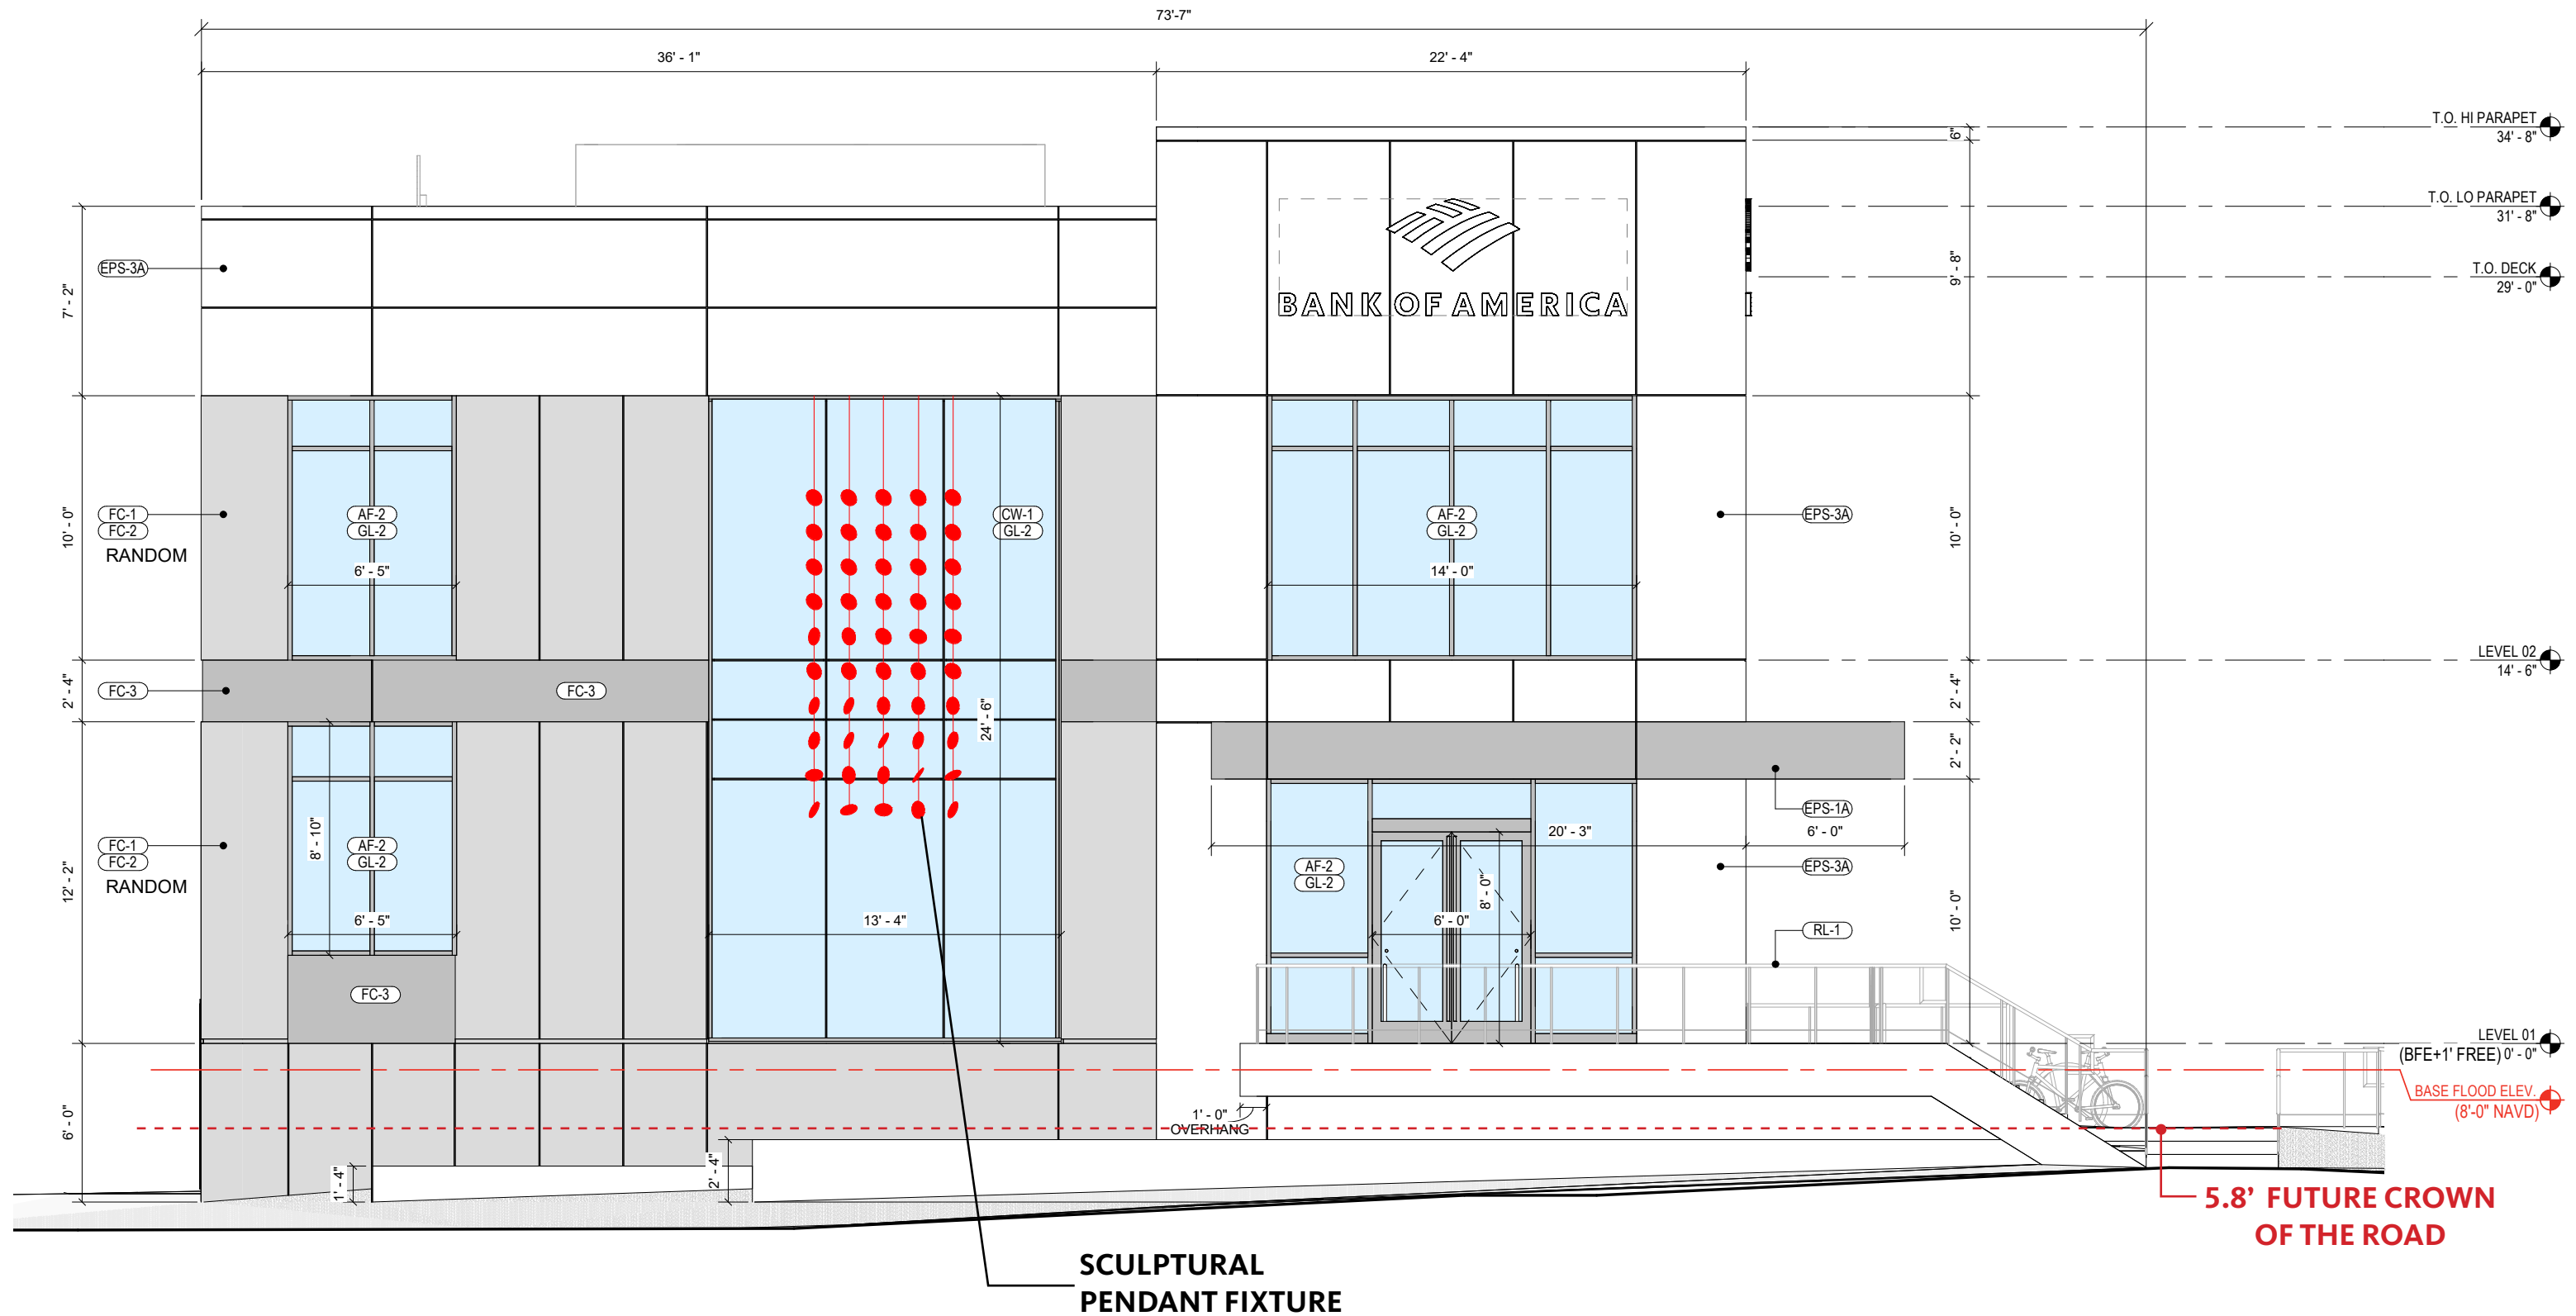 73'-7"
36' - 1"
22' - 4"
T.O. HI PARAPET
34' - 8"
6"
T.O. LO PARAPET
31' - 8"
EPS-3A
7' - 2"
9' - 8"
T.O. DECK
29' - 0"
BANK OF AMERICA
FC-1
FC-2
RANDOM
10' - 0"
AF-2
GL-2
6' - 5"
CW-1
GL-2
AF-2
GL-2
14' - 0"
EPS-3A
10' - 0"
LEVEL 02
14' - 6"
FC-3
2' - 4"
FC-3
24' - 6"
2' - 4"
2' - 2"
EPS-1A
FC-1
FC-2
RANDOM
12' - 2"
8' - 10"
AF-2
GL-2
6' - 5"
13' - 4"
AF-2
GL-2
20' - 3"
6' - 0"
8' - 0"
6' - 0"
EPS-3A
RL-1
10' - 0"
FC-3
LEVEL 01
(BFE+1' FREE) 0' - 0"
BASE FLOOD ELEV.
(8'-0" NAVD)
6' - 0"
1' - 4"
2' - 4"
1' - 0"
OVERHANG
5.8’ FUTURE CROWN
OF THE ROAD
SCULPTURAL
PENDANT FIXTURE